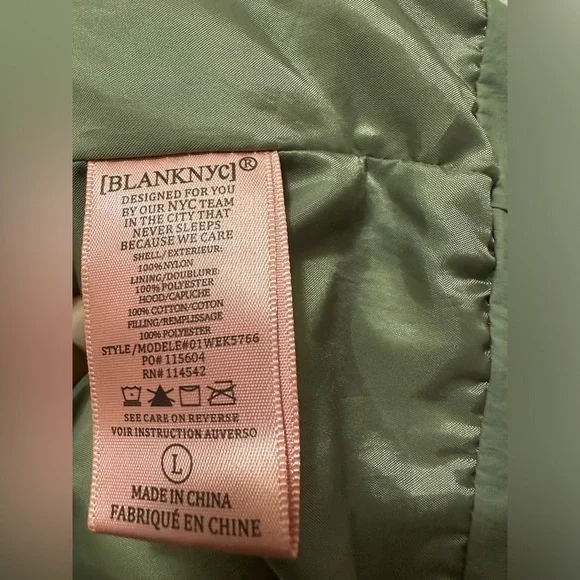 [BLANKNYC]®
DESIGNED FOR YOU
BY OUR NYC TEAM
IN THE CITY THAT
NEVER SLEEPS
BECAUSE WE CARE
SHELL/EXTERIEUR:
100%NYLON
LINING/DOUBLURE:
100%POLYESTER
HOOD/CAPUCHE
100%COTTON/COTON
FILLING/REMPLISSAGE
100%POLYESTER
STYLE/MODELE#01WEK5766
PO# 115604
RN# 114542
SEE CARE ON REVERSE
VOIR INSTRUCTION AUVERSO
L
MADE IN CHINA
FABRIQUÉ EN CHINE